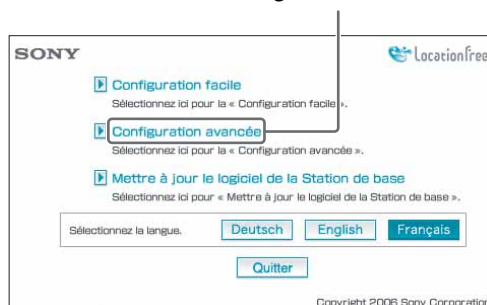 SONY
LocationFree
Configuration facile
Sélectionnez ici pour la « Configuration facile ».
Configuration avancée
Sélectionnez ici pour la « Configuration avancée ».
Mettre à jour le logiciel de la Station de base
Sélectionnez ici pour « Mettre à jour le logiciel de la Station de base ».
Sélectionnez la langue. Deutsch English Français
Quitter
Copyright 2006 Sony Corporation